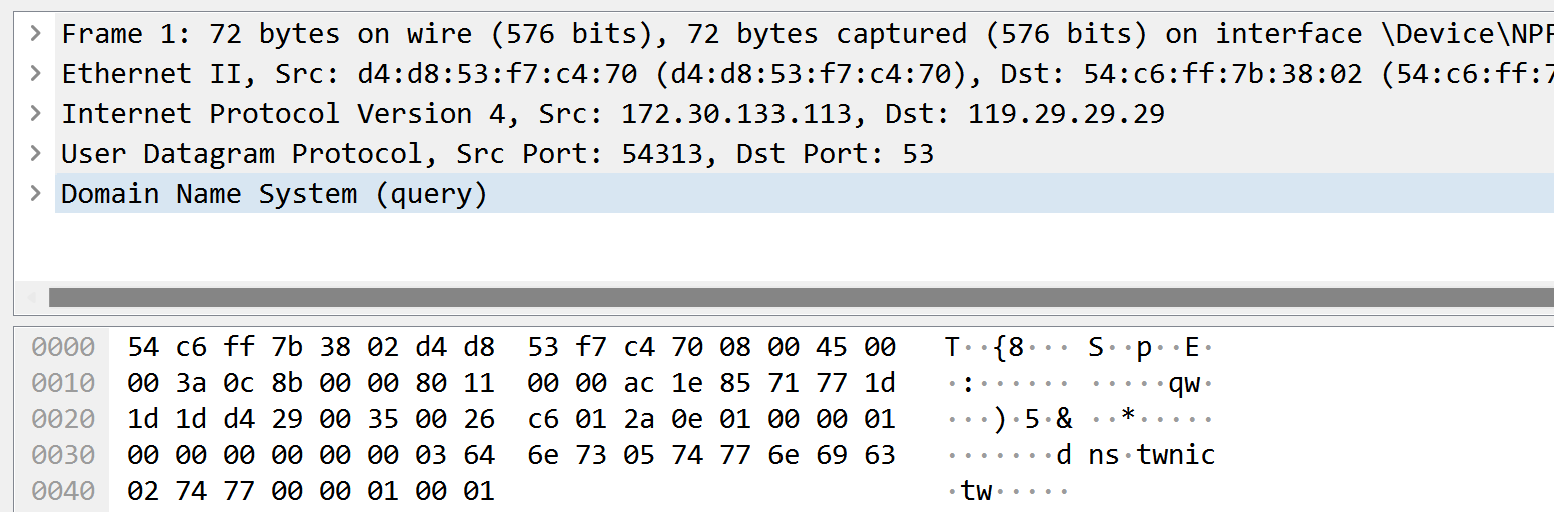 Frame 1: 72 bytes on wire (576 bits), 72 bytes captured (576 bits) on interface \Device\NPF
Ethernet II, Src: d4:d8:53:f7:c4:70 (d4:d8:53:f7:c4:70), Dst: 54:c6:ff:7b:38:02 (54:c6:ff:7
Internet Protocol Version 4, Src: 172.30.133.113, Dst: 119.29.29.29
User Datagram Protocol, Src Port: 54313, Dst Port: 53
Domain Name System (query)
0000 54 c6 ff 7b 38 02 d4 d8 53 f7 c4 70 08 00 45 00 T··{8··· S··p··E·
0010 00 3a 0c 8b 00 00 80 11 00 00 ac 1e 85 71 77 1d ·:······ ·····qw·
0020 1d 1d d4 29 00 35 00 26 c6 01 2a 0e 01 00 00 01 ···)·5·& ··*·····
0030 00 00 00 00 00 00 03 64 6e 73 05 74 77 6e 69 63 ·······d ns·twnic
0040 02 74 77 00 00 01 00 01 ·tw·····